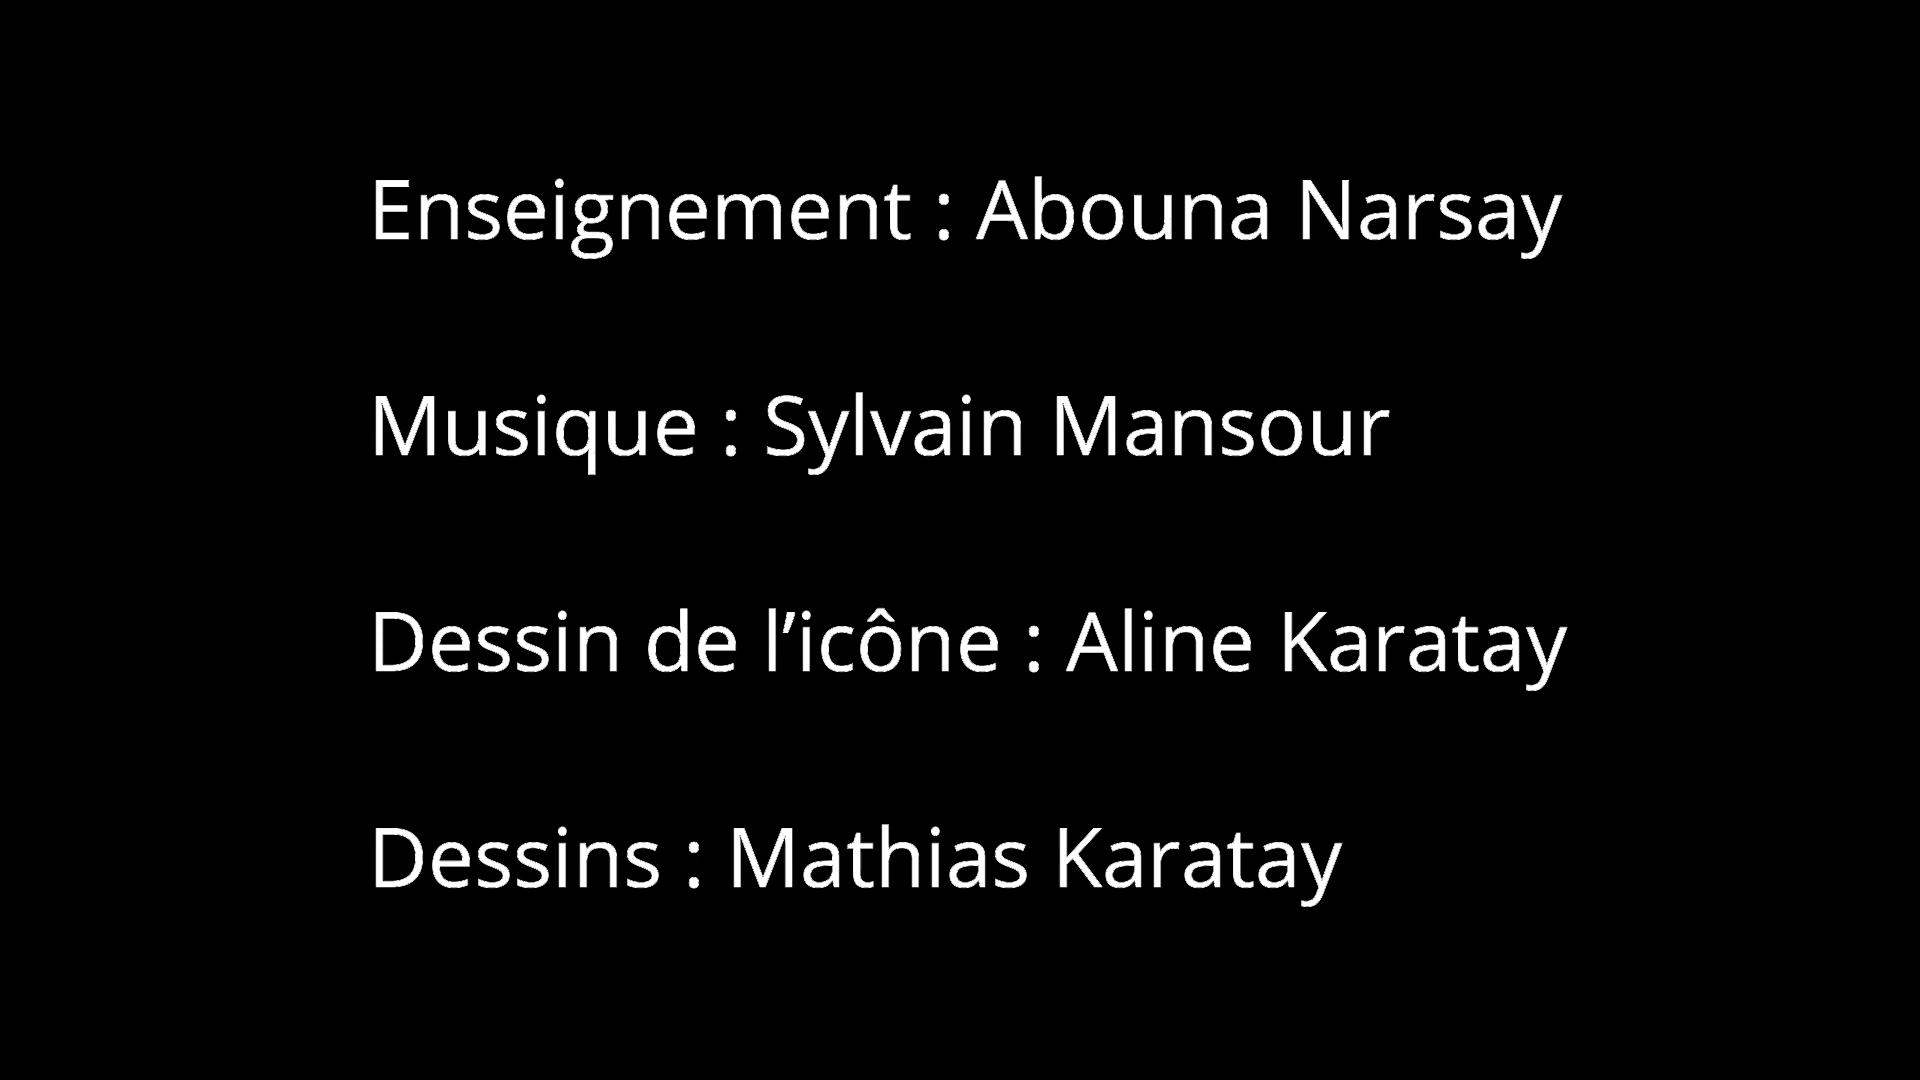 Enseignement : Abouna Narsay
Musique : Sylvain Mansour
Dessin de l’icône : Aline Karatay
Dessins : Mathias Karatay